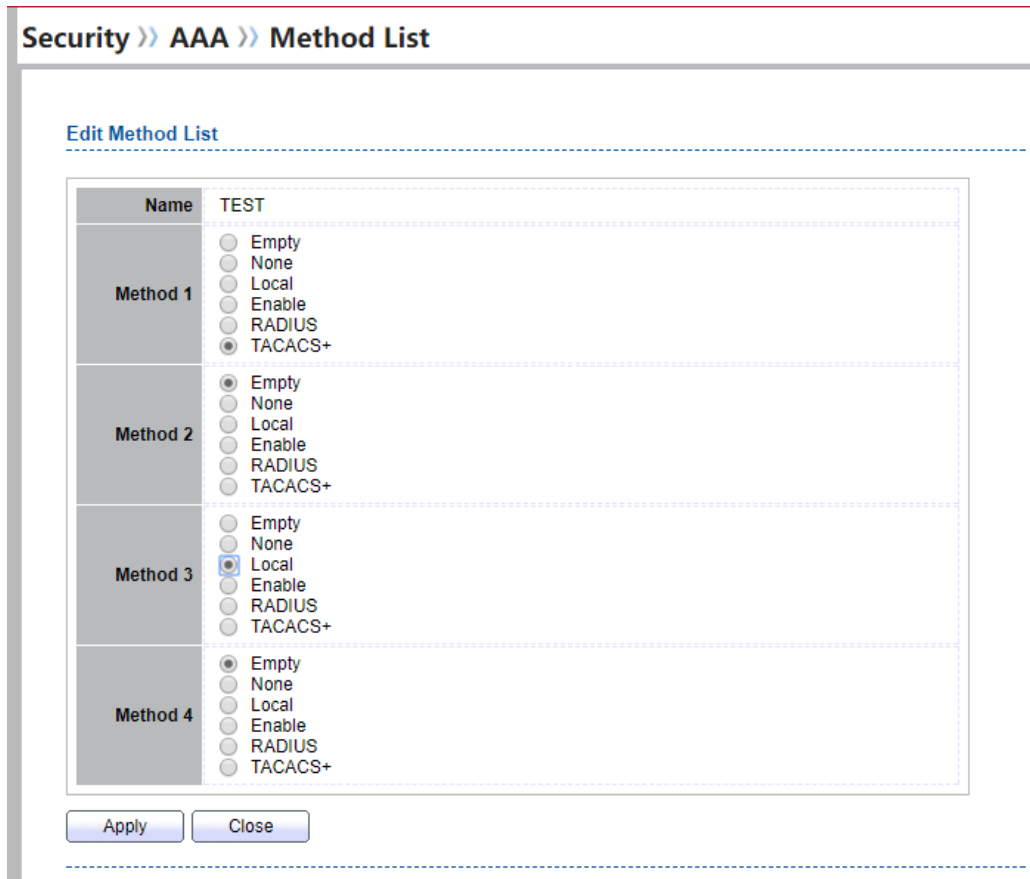 Security » AAA » Method List
Edit Method List
Name TEST
Method 1
Empty
None
Local
Enable
RADIUS
TACACS+
Method 2
Empty
None
Local
Enable
RADIUS
TACACS+
Method 3
Empty
None
Local
Enable
RADIUS
TACACS+
Method 4
Empty
None
Local
Enable
RADIUS
TACACS+
Apply Close